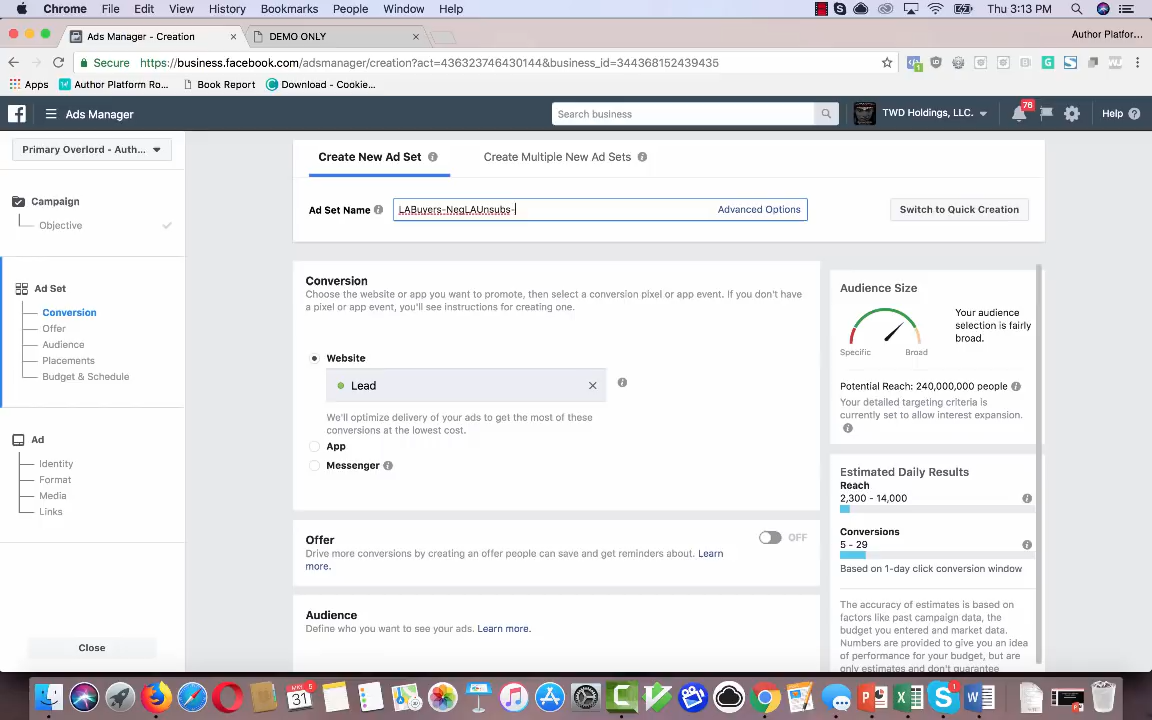 Chrome File Edit View History Bookmarks People Window Help Thu 3:13 PM
Ads Manager - Creation DEMO ONLY Author Platfor...
Secure https://business.facebook.com/adsmanager/creation?act=436323746430144&business_id=344368152439435
Apps Author Platform Ro... Book Report Download - Cookie...
Ads Manager Search business TWD Holdings, LLC. 76 Help
Primary Overlord - Auth...
Create New Ad Set Create Multiple New Ad Sets
Ad Set Name LABuyers-NegLAUnsubs- Advanced Options Switch to Quick Creation
Campaign
Objective
Ad Set
Conversion
Offer
Audience
Placements
Budget & Schedule
Ad
Identity
Format
Media
Links
Close
Conversion
Choose the website or app you want to promote, then select a conversion pixel or app event. If you don't have
a pixel or app event, you'll see instructions for creating one.
Website
Lead
We'll optimize delivery of your ads to get the most of these
conversions at the lowest cost.
App
Messenger
Offer
OFF
Drive more conversions by creating an offer people can save and get reminders about. Learn
more.
Audience
Define who you want to see your ads. Learn more.
Audience Size
Your audience
selection is fairly
broad.
Specific Broad
Potential Reach: 240,000,000 people
Your detailed targeting criteria is
currently set to allow interest expansion.
Estimated Daily Results
Reach
2,300 - 14,000
Conversions
5 - 29
Based on 1-day click conversion window
The accuracy of estimates is based on
factors like past campaign data, the
budget you entered and market data.
Numbers are provided to give you an idea
of performance for your budget, but are
only estimates and don't guarantee
31